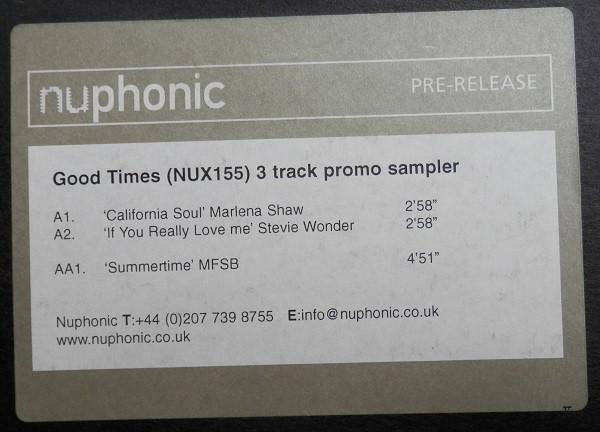 nuphonic PRE-RELEASE
Good Times (NUX155) 3 track promo sampler
A1. ‘California Soul’ Marlena Shaw 2’58”
A2. ‘If You Really Love me’ Stevie Wonder 2’58”
AA1. ‘Summertime’ MFSB 4’51”
Nuphonic T:+44 (0)207 739 8755 E:info@nuphonic.co.uk
www.nuphonic.co.uk